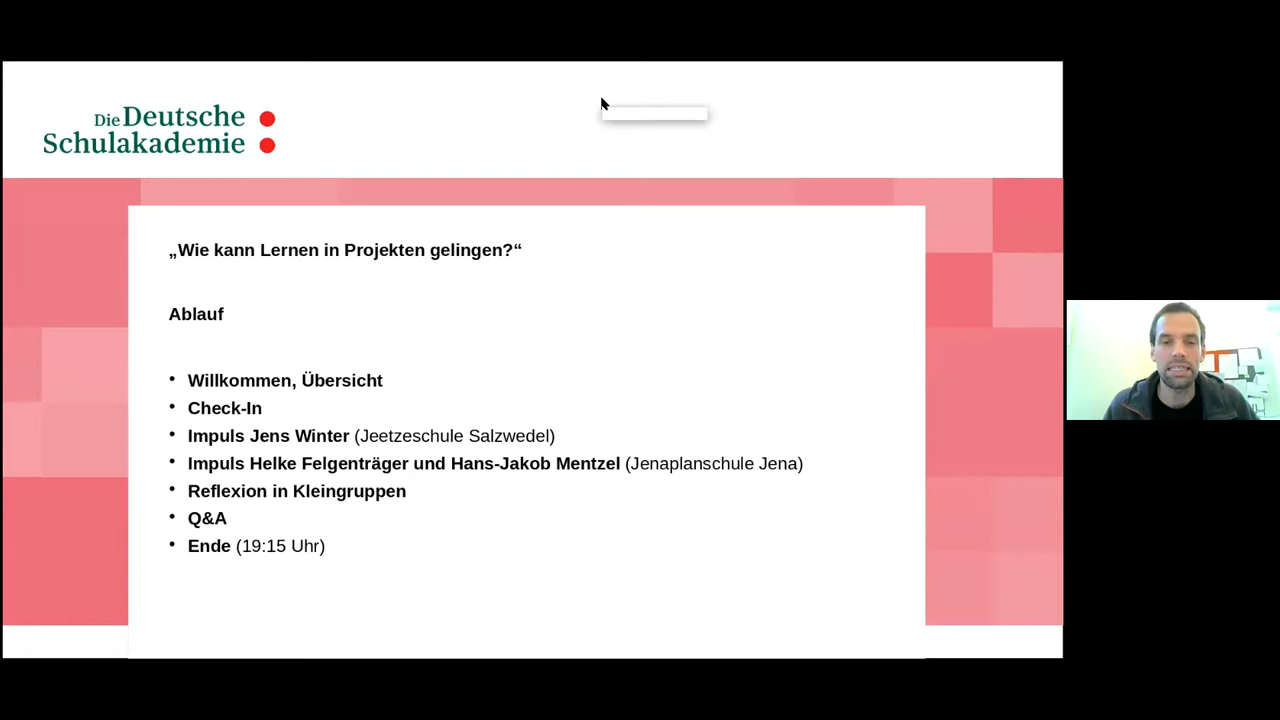 Die Deutsche
Schulakademie
„Wie kann Lernen in Projekten gelingen?“
Ablauf
• Willkommen, Übersicht
• Check-In
• Impuls Jens Winter (Jeetzeschule Salzwedel)
• Impuls Helke Felgenträger und Hans-Jakob Mentzel (Jenaplanschule Jena)
• Reflexion in Kleingruppen
• Q&A
• Ende (19:15 Uhr)